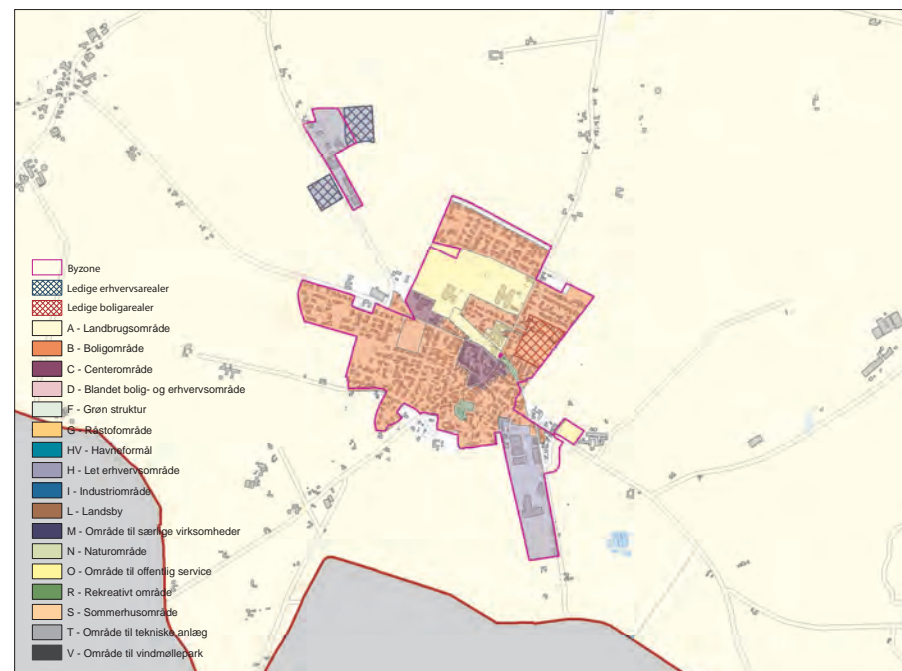 Byzone
Ledige erhvervsarealer
Ledige boligarealer
A - Landbrugsområde
B - Boligområde
C - Centerområde
D - Blandet bolig- og erhvervsområde
F - Grøn struktur
G - Råstofområde
HV - Havneformål
H - Let erhvervsområde
I - Industriområde
L - Landsby
M - Område til særlige virksomheder
N - Naturområde
O - Område til offentlig service
R - Rekreativt område
S - Sommerhusområde
T - Område til tekniske anlæg
V - Område til vindmøllepark